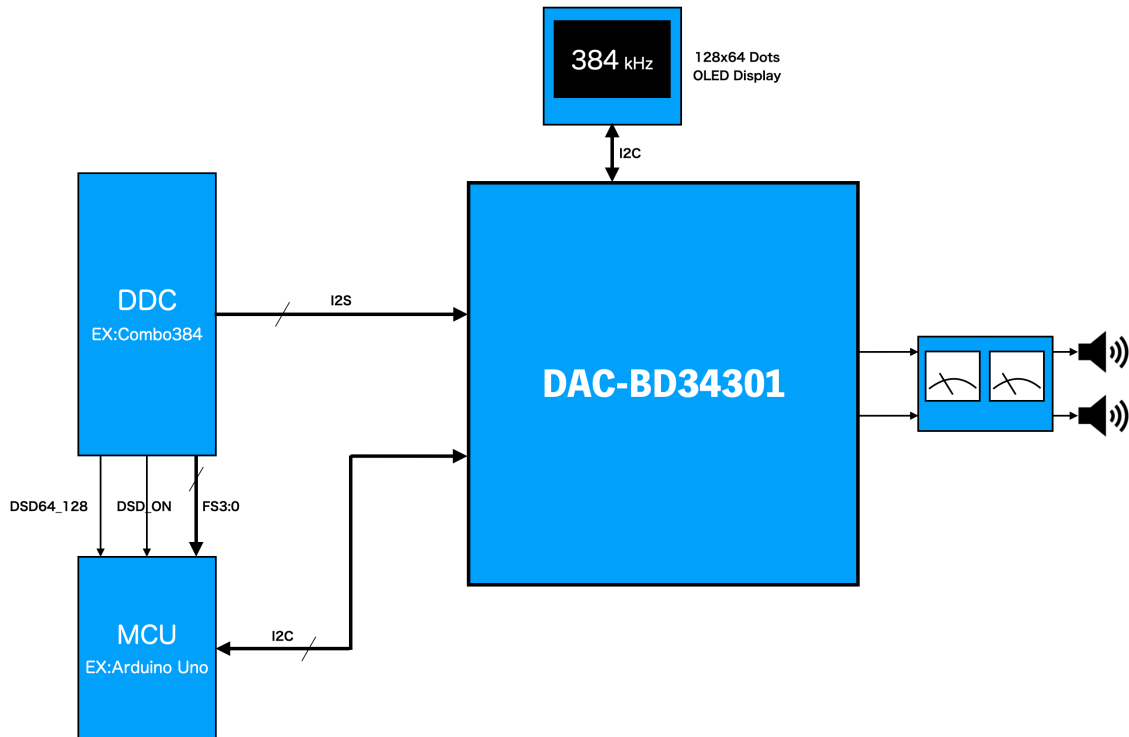 384 kHz
128x64 Dots
OLED Display
I2C
DDC
EX:Combo384
I2S
DAC-BD34301
DSD64_128
DSD_ON
FS3:0
MCU
EX:Arduino Uno
I2C